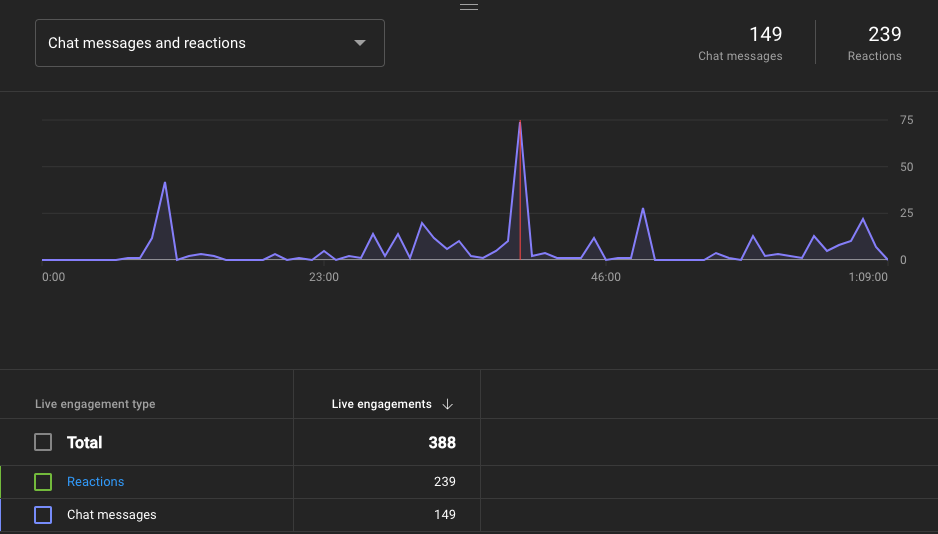 Chat messages and reactions
149
Chat messages
239
Reactions
75
50
25
0
0:00 23:00 46:00 1:09:00
Live engagement type Live engagements
Total 388
Reactions 239
Chat messages 149